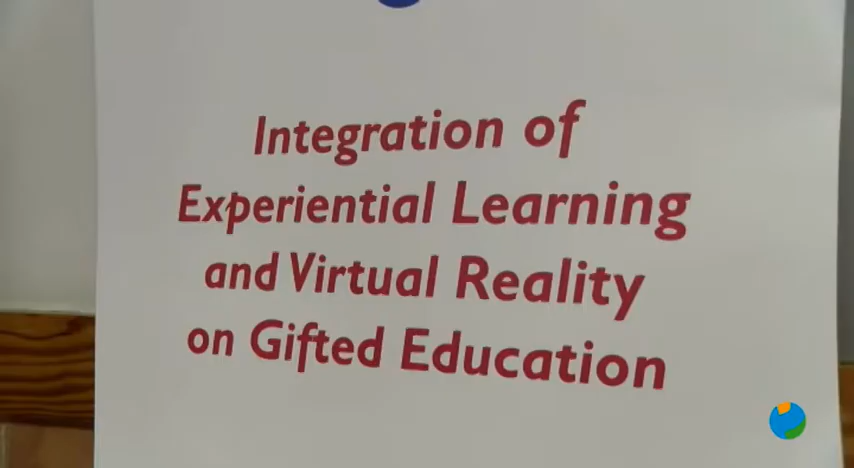 Integration of
Experiential Learning
and Virtual Reality
on Gifted Education